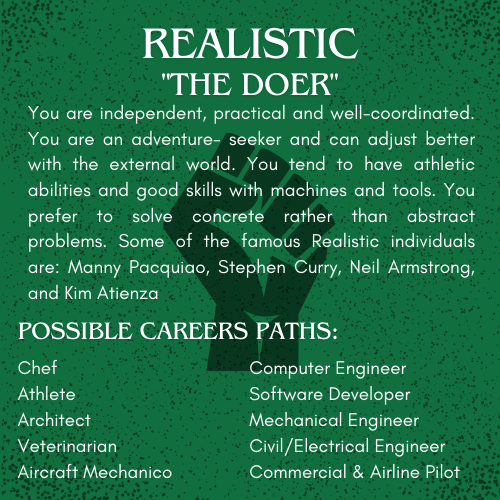 REALISTIC
"THE DOER"
You are independent, practical and well-coordinated.
You are an adventure- seeker and can adjust better
with the external world. You tend to have athletic
abilities and good skills with machines and tools. You
prefer to solve concrete rather than abstract
problems. Some of the famous Realistic individuals
are: Manny Pacquiao, Stephen Curry, Neil Armstrong,
and Kim Atienza
POSSIBLE CAREERS PATHS:
Chef
Athlete
Architect
Veterinarian
Aircraft Mechanico
Computer Engineer
Software Developer
Mechanical Engineer
Civil/Electrical Engineer
Commercial & Airline Pilot